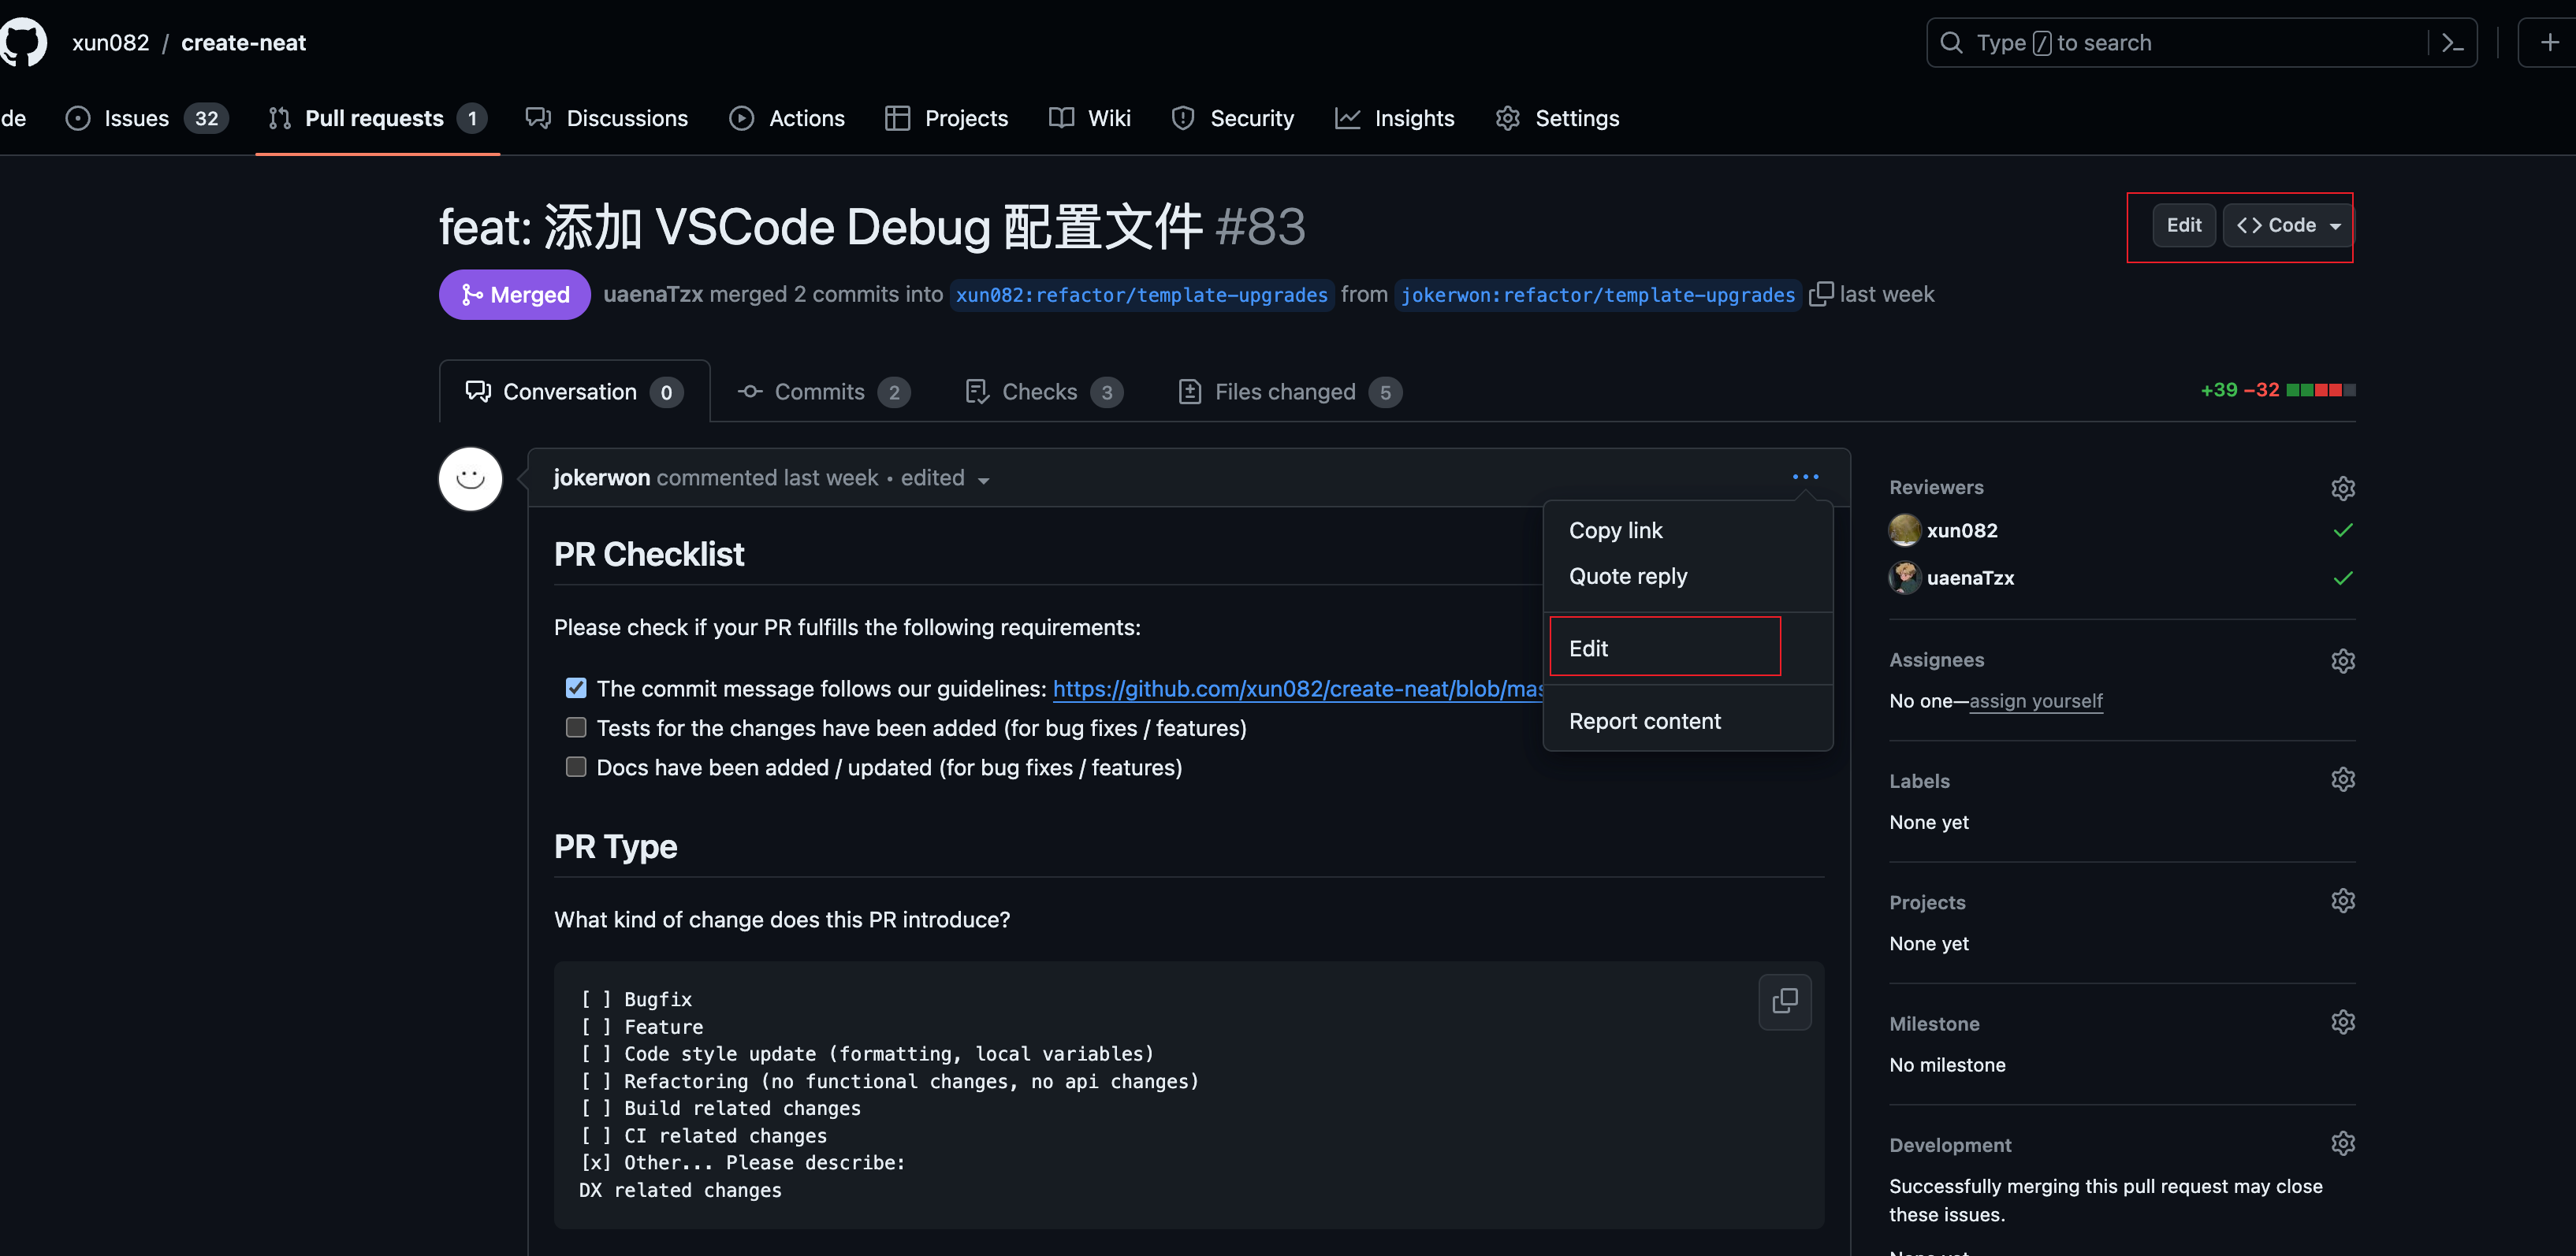 xun082 / create-neat
Type / to search
de
Issues 32
Pull requests 1
Discussions
Actions
Projects
Wiki
Security
Insights
Settings
feat: 添加 VSCode Debug 配置文件 #83
Edit
<> Code
Merged
uaenaTzx merged 2 commits into xun082:refactor/template-upgrades from jokerwon:refactor/template-upgrades last week
Conversation 0
Commits 2
Checks 3
Files changed 5
+39 −32
jokerwon commented last week • edited
Copy link
Quote reply
Edit
Report content
PR Checklist
Please check if your PR fulfills the following requirements:
The commit message follows our guidelines: https://github.com/xun082/create-neat/blob/mas
Tests for the changes have been added (for bug fixes / features)
Docs have been added / updated (for bug fixes / features)
PR Type
What kind of change does this PR introduce?
[ ] Bugfix
[ ] Feature
[ ] Code style update (formatting, local variables)
[ ] Refactoring (no functional changes, no api changes)
[ ] Build related changes
[ ] CI related changes
[x] Other... Please describe:
DX related changes
Reviewers
xun082
uaenaTzx
Assignees
No one—assign yourself
Labels
None yet
Projects
None yet
Milestone
No milestone
Development
Successfully merging this pull request may close
these issues.